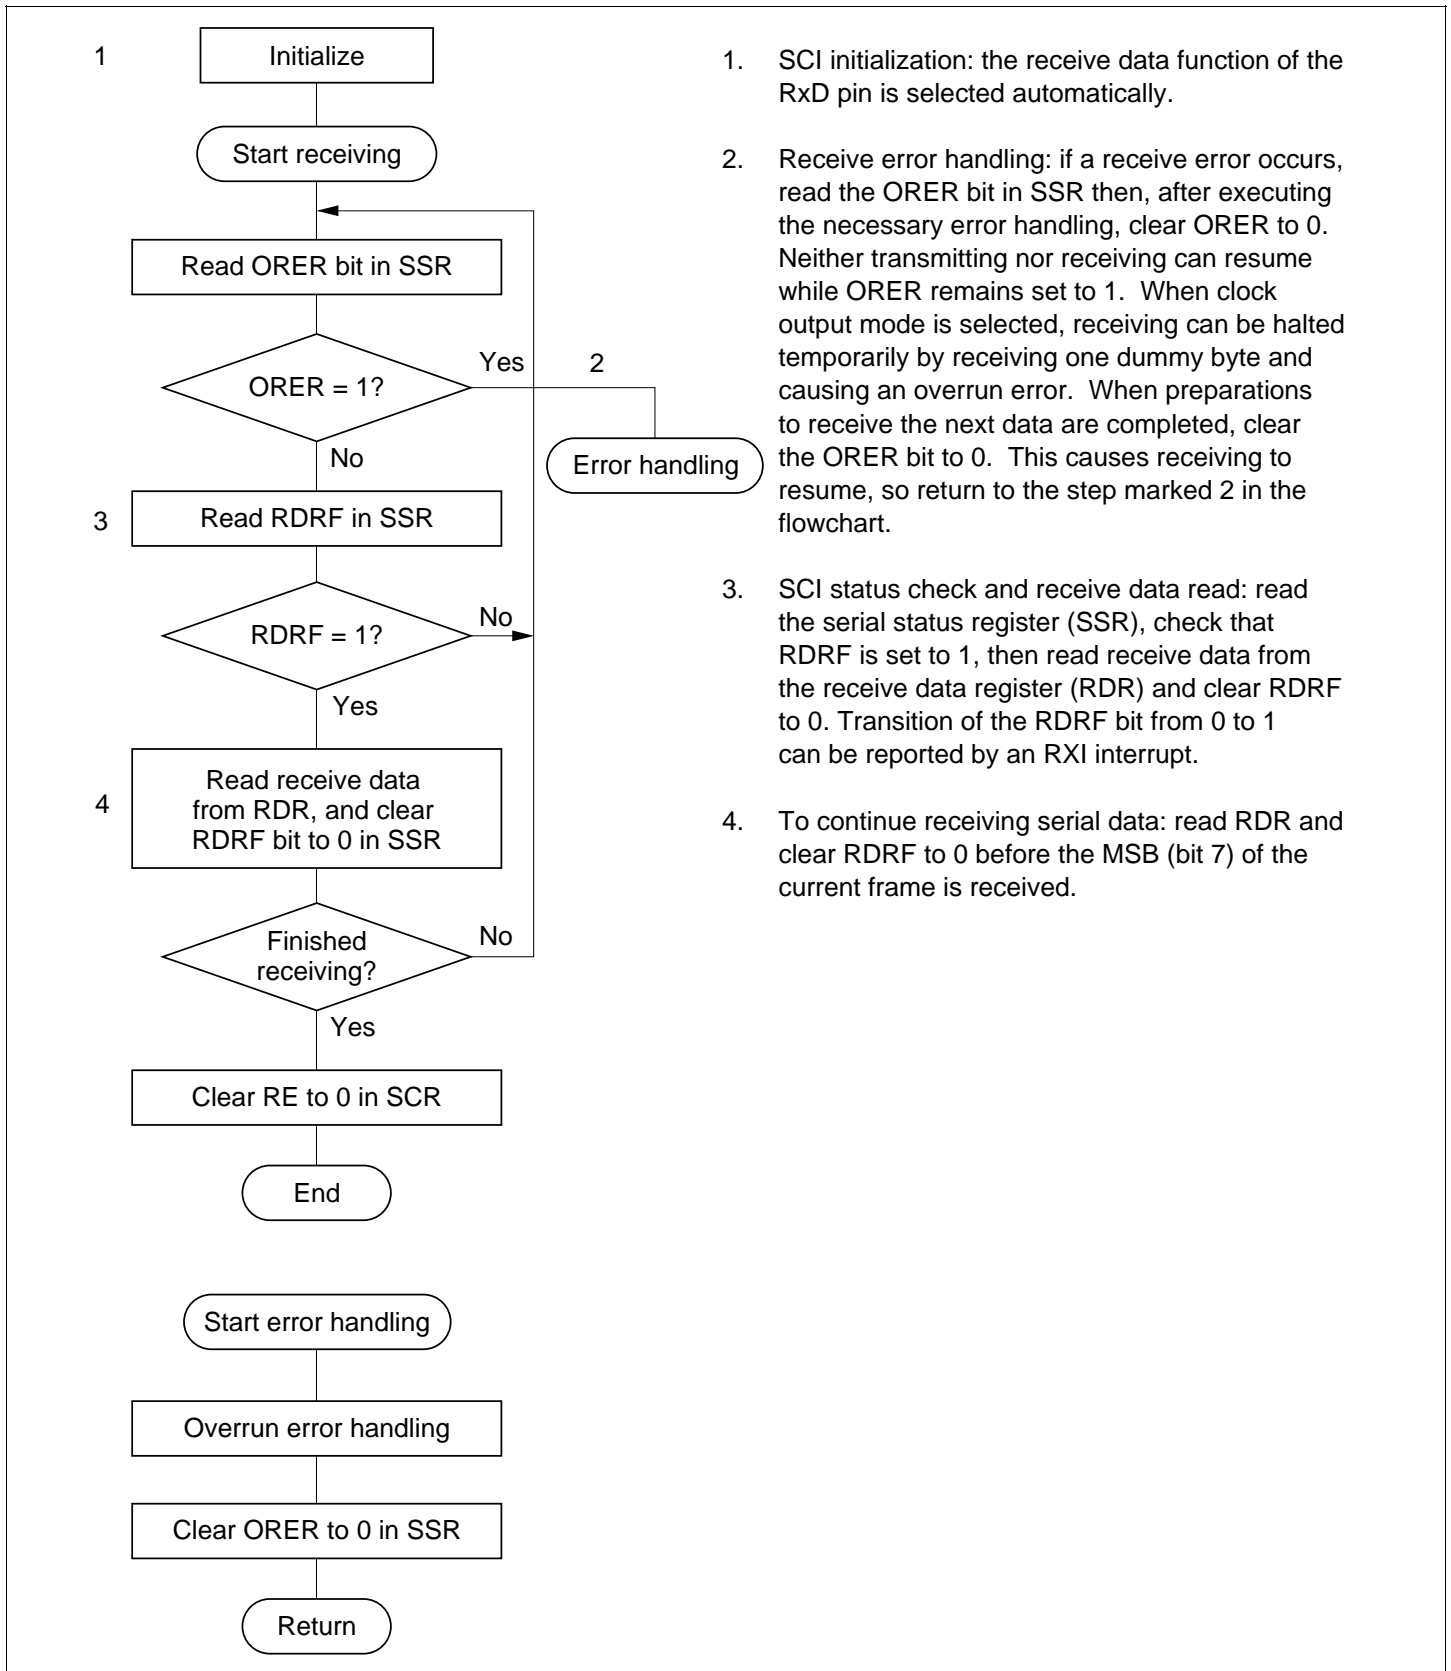 1
Initialize
Start receiving
Read ORER bit in SSR
Yes
2
ORER = 1?
No
Error handling
3
Read RDRF in SSR
No
RDRF = 1?
Yes
4
Read receive data
from RDR, and clear
RDRF bit to 0 in SSR
No
Finished
receiving?
Yes
Clear RE to 0 in SCR
End
Start error handling
Overrun error handling
Clear ORER to 0 in SSR
Return
1. SCI initialization: the receive data function of the
RxD pin is selected automatically.
2. Receive error handling: if a receive error occurs,
read the ORER bit in SSR then, after executing
the necessary error handling, clear ORER to 0.
Neither transmitting nor receiving can resume
while ORER remains set to 1. When clock
output mode is selected, receiving can be halted
temporarily by receiving one dummy byte and
causing an overrun error. When preparations
to receive the next data are completed, clear
the ORER bit to 0. This causes receiving to
resume, so return to the step marked 2 in the
flowchart.
3. SCI status check and receive data read: read
the serial status register (SSR), check that
RDRF is set to 1, then read receive data from
the receive data register (RDR) and clear RDRF
to 0. Transition of the RDRF bit from 0 to 1
can be reported by an RXI interrupt.
4. To continue receiving serial data: read RDR and
clear RDRF to 0 before the MSB (bit 7) of the
current frame is received.